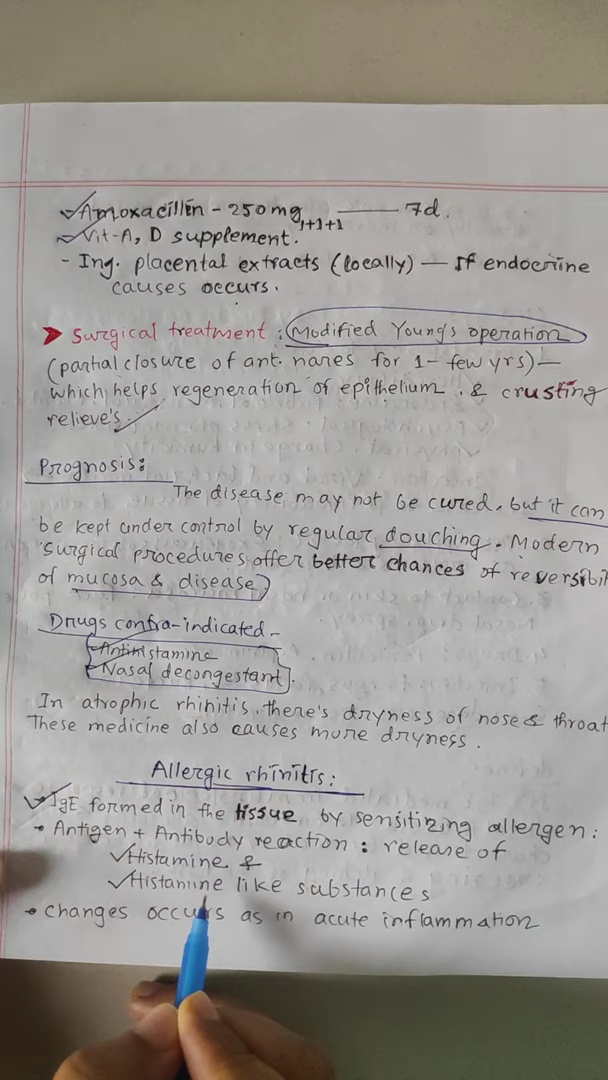 Amoxacillin - 250 mg 1+1+1 —— 7d.
Vit-A, D supplement.
- Ing. placental extracts (locally) — If endocrine
causes occurs.
➤ Surgical treatment : (Modified Young's operation)
(partial closure of ant. nares for 1- few yrs) —
which helps regeneration of epithelium & crusting
relieve's.
Prognosis:
The disease may not be cured, but it can
be kept under control by regular douching. Modern
surgical procedures offer better chances of reversibi
of mucosa & disease)
Drugs contra-indicated -
Antihistamine
Nasal decongestant.
In atrophic rhinitis, there's dryness of nose & throat
These medicine also causes more dryness.
Allergic rhinitis:
IgE formed in the tissue by sensitizing allergen:
• Antigen + Antibody reaction : release of
Histamine &
Histamine like substances
• changes occurs as in acute inflammation